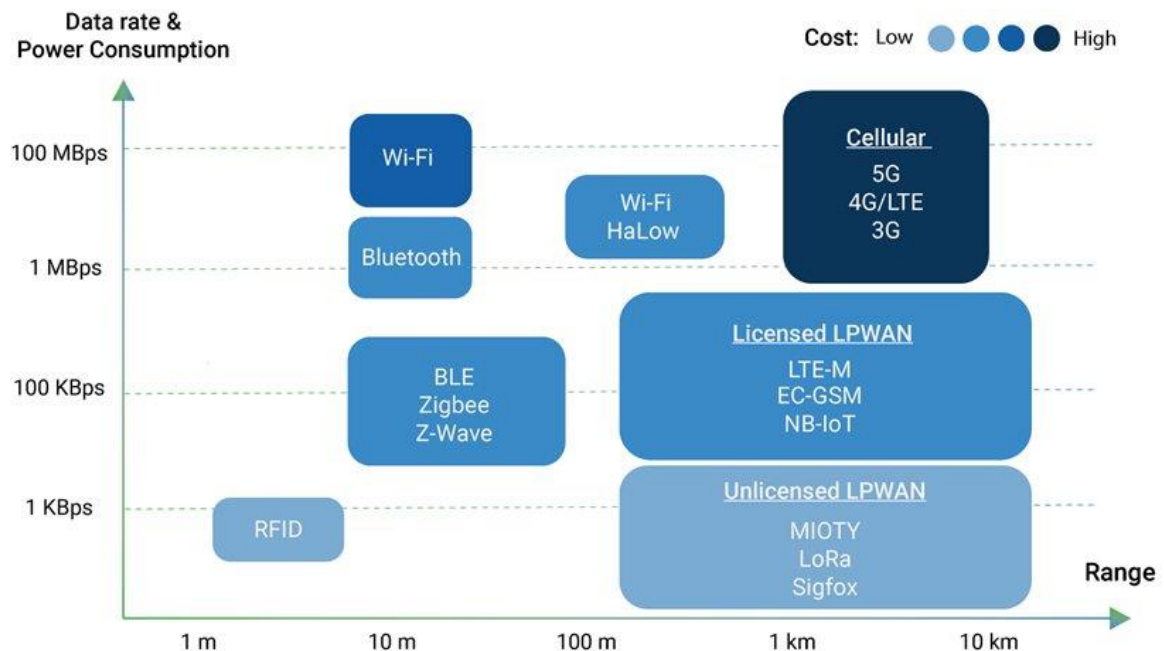 Data rate &
Power Consumption
Cost: Low High
100 MBps
Wi-Fi
Cellular
5G
4G/LTE
3G
Wi-Fi
HaLow
Bluetooth
1 MBps
Licensed LPWAN
LTE-M
EC-GSM
NB-IoT
100 KBps
BLE
Zigbee
Z-Wave
1 KBps
RFID
Unlicensed LPWAN
MIOTY
LoRa
Sigfox
Range
1 m 10 m 100 m 1 km 10 km